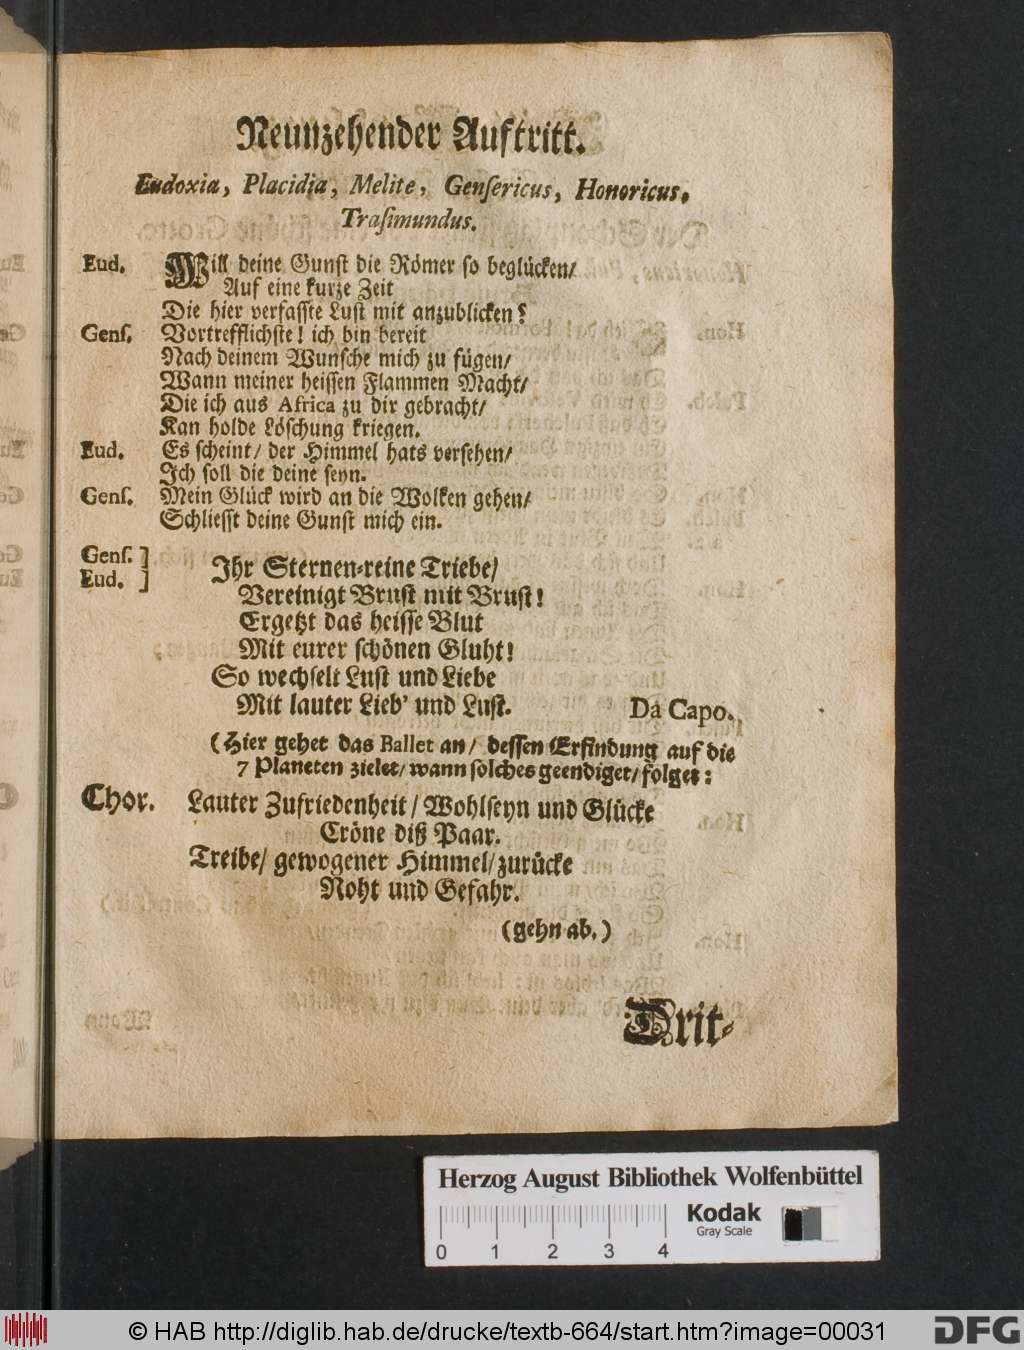 Neunzehender Auftritt.
Eudoxia, Placidia, Melite, Genſericus, Honoricus,
Traſimundus.
Eud. Will deine Gunſt die Römer ſo beglücken/
Auf eine kurze Zeit
Die hier verfaſſte Luſt mit anzublicken?
Genſ. Vortrefflichſte! ich bin bereit
Nach deinem Wunſche mich zu fügen/
Wann meiner heiſſen Flammen Macht/
Die ich aus Africa zu dir gebracht/
Kan holde Löſchung kriegen.
Eud. Es ſcheint/ der Himmel hats verſehen/
Ich ſoll die deine ſeyn.
Genſ. Mein Glück wird an die Wolken gehen/
Schlieſſt deine Gunſt mich ein.
Genſ. ]
Eud. ]
Ihr Sternen-reine Triebe/
Vereinigt Bruſt mit Bruſt!
Ergetzt das heiſſe Blut
Mit eurer ſchönen Gluht!
So wechſelt Luſt und Liebe
Mit lauter Lieb' und Luſt. Da Capo.
(Hier gehet das Ballet an/ deſſen Erfindung auf die
7 Planeten zielet/ wann ſolches geendiget/ folget:
Chor. Lauter Zufriedenheit/ Wohlſeyn und Glücke
Cröne diß Paar.
Treibe/ gewogener Himmel/ zurücke
Noht und Gefahr.
(gehn ab.)
Drit-
Herzog August Bibliothek Wolfenbüttel
Kodak
Gray Scale
0 1 2 3 4
© HAB http://diglib.hab.de/drucke/textb-664/start.htm?image=00031
DFG